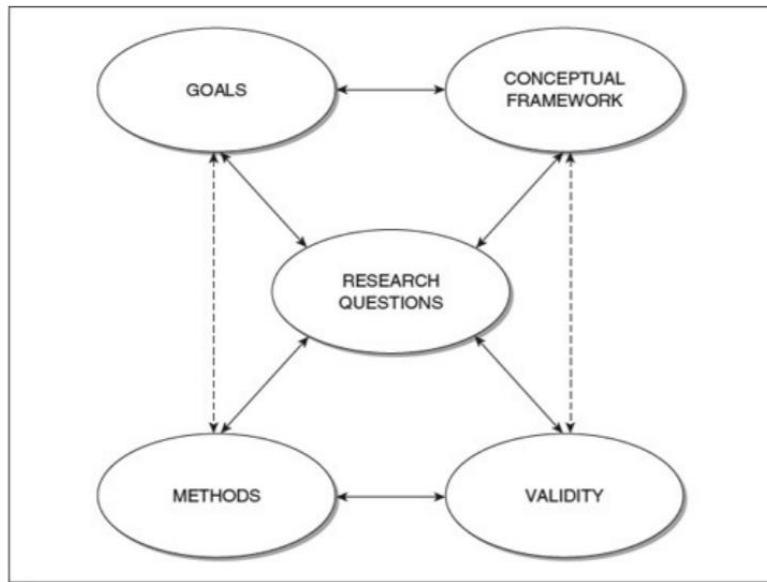 GOALS
CONCEPTUAL
FRAMEWORK
RESEARCH
QUESTIONS
METHODS
VALIDITY